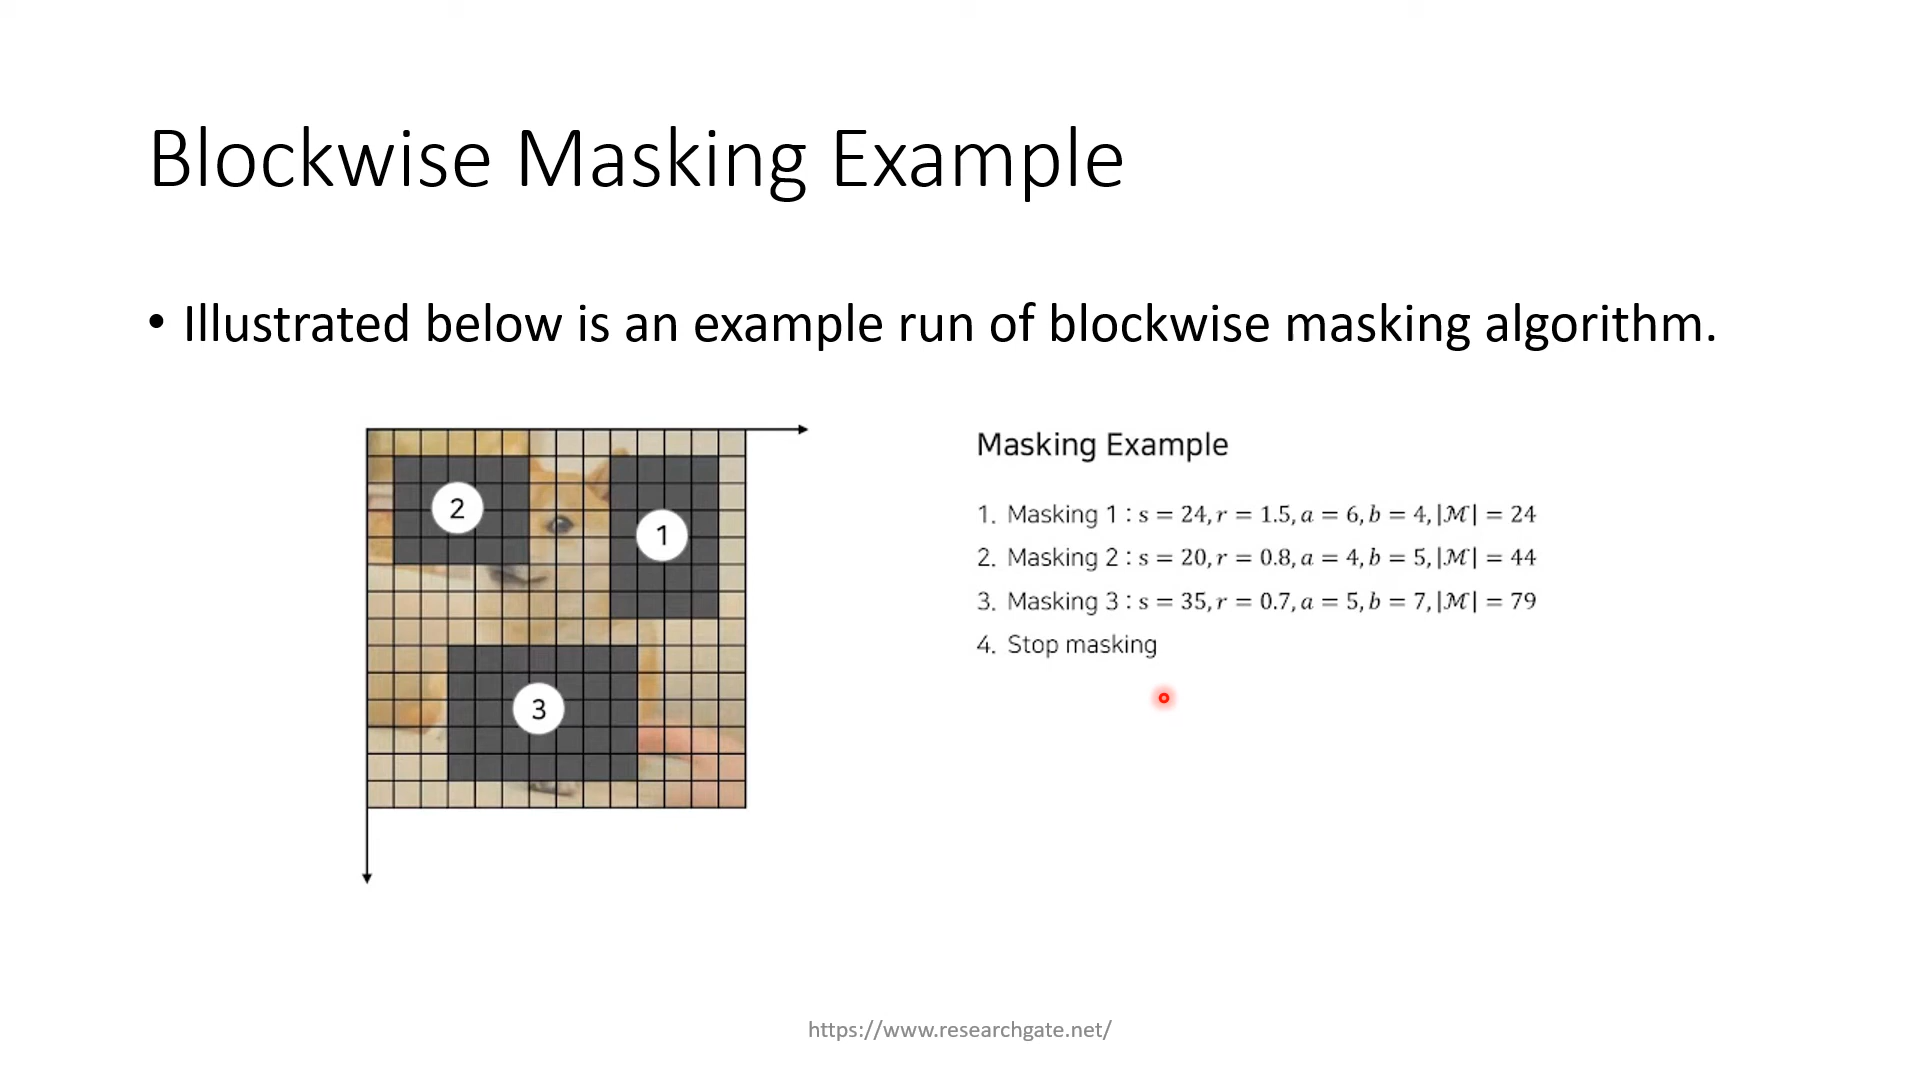 Blockwise Masking Example
• Illustrated below is an example run of blockwise masking algorithm.
2
1
3
Masking Example
1. Masking 1 : s = 24, r = 1.5, a = 6, b = 4, |ℳ| = 24
2. Masking 2 : s = 20, r = 0.8, a = 4, b = 5, |ℳ| = 44
3. Masking 3 : s = 35, r = 0.7, a = 5, b = 7, |ℳ| = 79
4. Stop masking
https://www.researchgate.net/